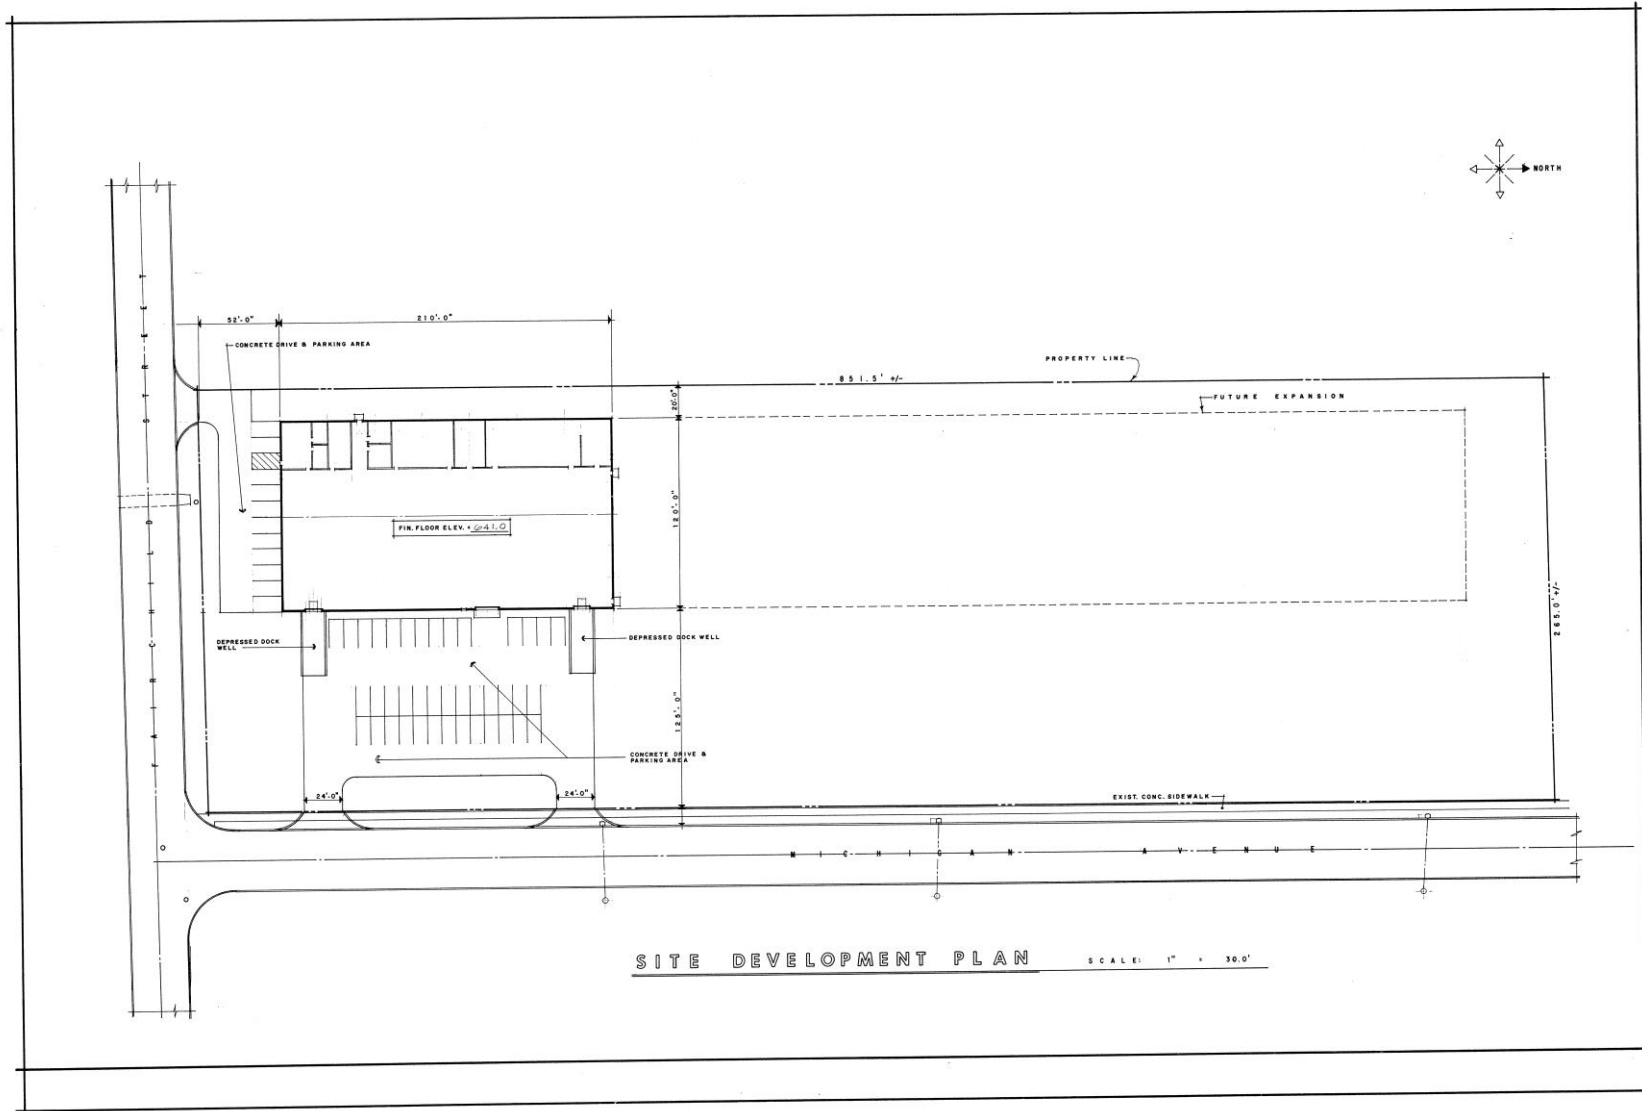 NORTH
52'-0"
210'-0"
CONCRETE DRIVE & PARKING AREA
PROPERTY LINE
851.5' +/-
20'-0"
FUTURE EXPANSION
FAIRCHILD STREET
FIN. FLOOR ELEV. = 641.0
120'-0"
265.0' +/-
DEPRESSED DOCK
WELL
DEPRESSED DOCK WELL
125'-0"
CONCRETE DRIVE &
PARKING AREA
24'-0"
24'-0"
EXIST. CONC. SIDEWALK
MICHIGAN AVENUE
SITE DEVELOPMENT PLAN
SCALE: 1" = 30.0'